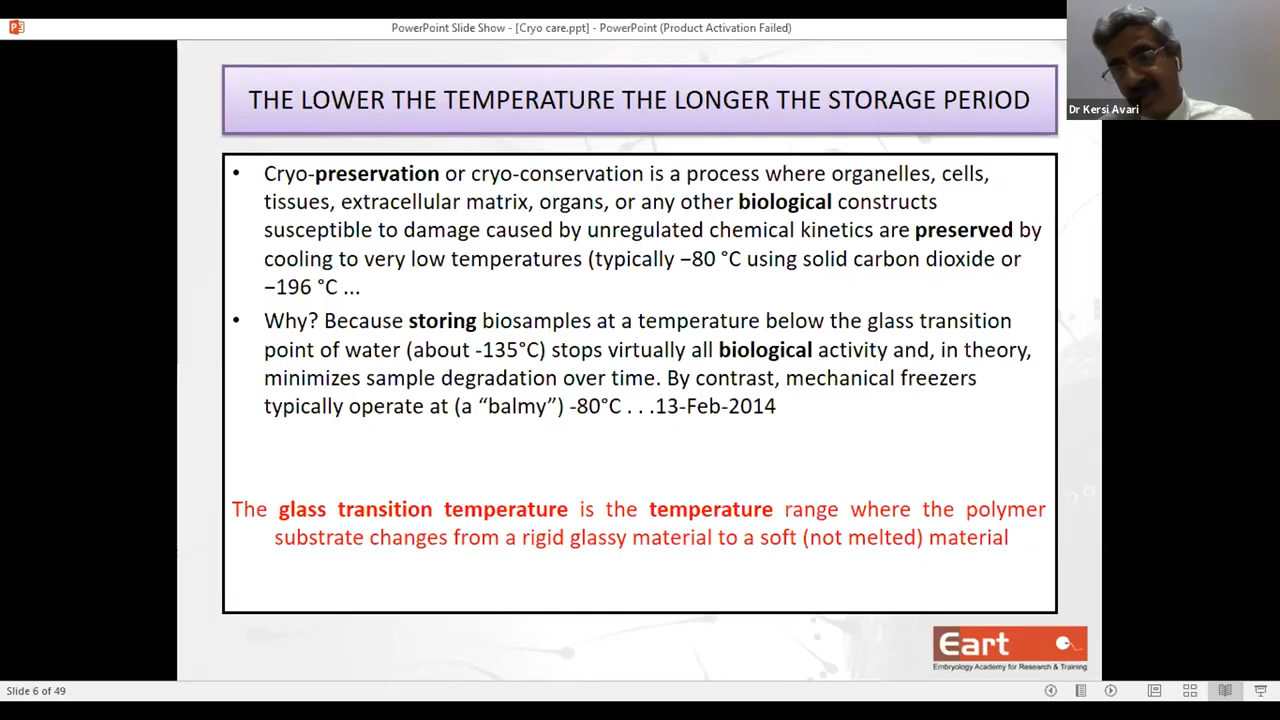 PowerPoint Slide Show - [Cryo care.ppt] - PowerPoint (Product Activation Failed)
Dr Kersi Avari
THE LOWER THE TEMPERATURE THE LONGER THE STORAGE PERIOD
• Cryo-preservation or cryo-conservation is a process where organelles, cells,
tissues, extracellular matrix, organs, or any other biological constructs
susceptible to damage caused by unregulated chemical kinetics are preserved by
cooling to very low temperatures (typically −80 °C using solid carbon dioxide or
−196 °C ...
• Why? Because storing biosamples at a temperature below the glass transition
point of water (about -135°C) stops virtually all biological activity and, in theory,
minimizes sample degradation over time. By contrast, mechanical freezers
typically operate at (a “balmy”) -80°C . . .13-Feb-2014
The glass transition temperature is the temperature range where the polymer
substrate changes from a rigid glassy material to a soft (not melted) material
Eart
Embryology Academy for Research & Training
Slide 6 of 49